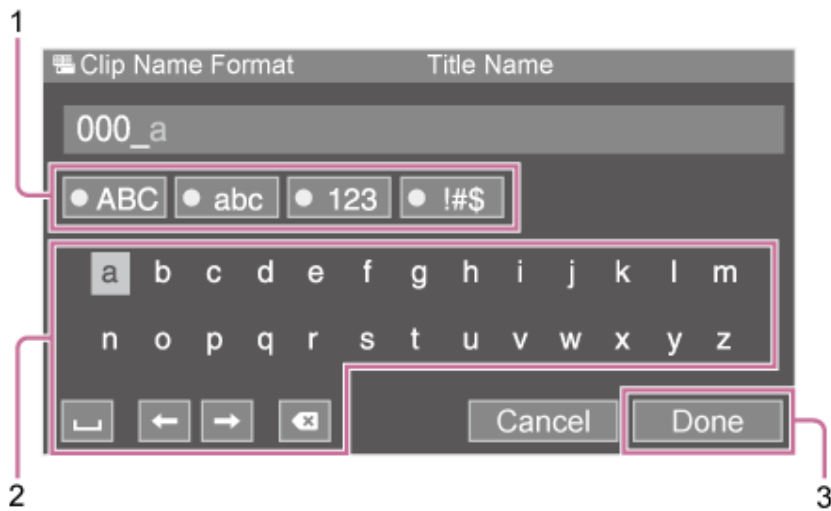 1
Clip Name Format Title Name
000_a
ABC abc 123 !#$
a b c d e f g h i j k l m
n o p q r s t u v w x y z
Cancel Done
2 3